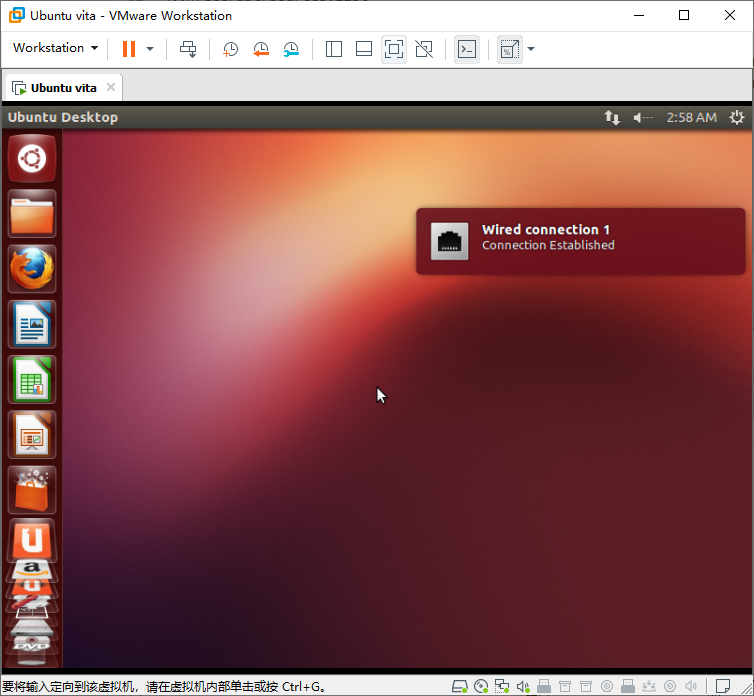 Ubuntu vita - VMware Workstation
Workstation
Ubuntu vita
Ubuntu Desktop
2:58 AM
Wired connection 1
Connection Established
U
a
DVD
要将输入定向到该虚拟机，请在虚拟机内部单击或按 Ctrl+G。